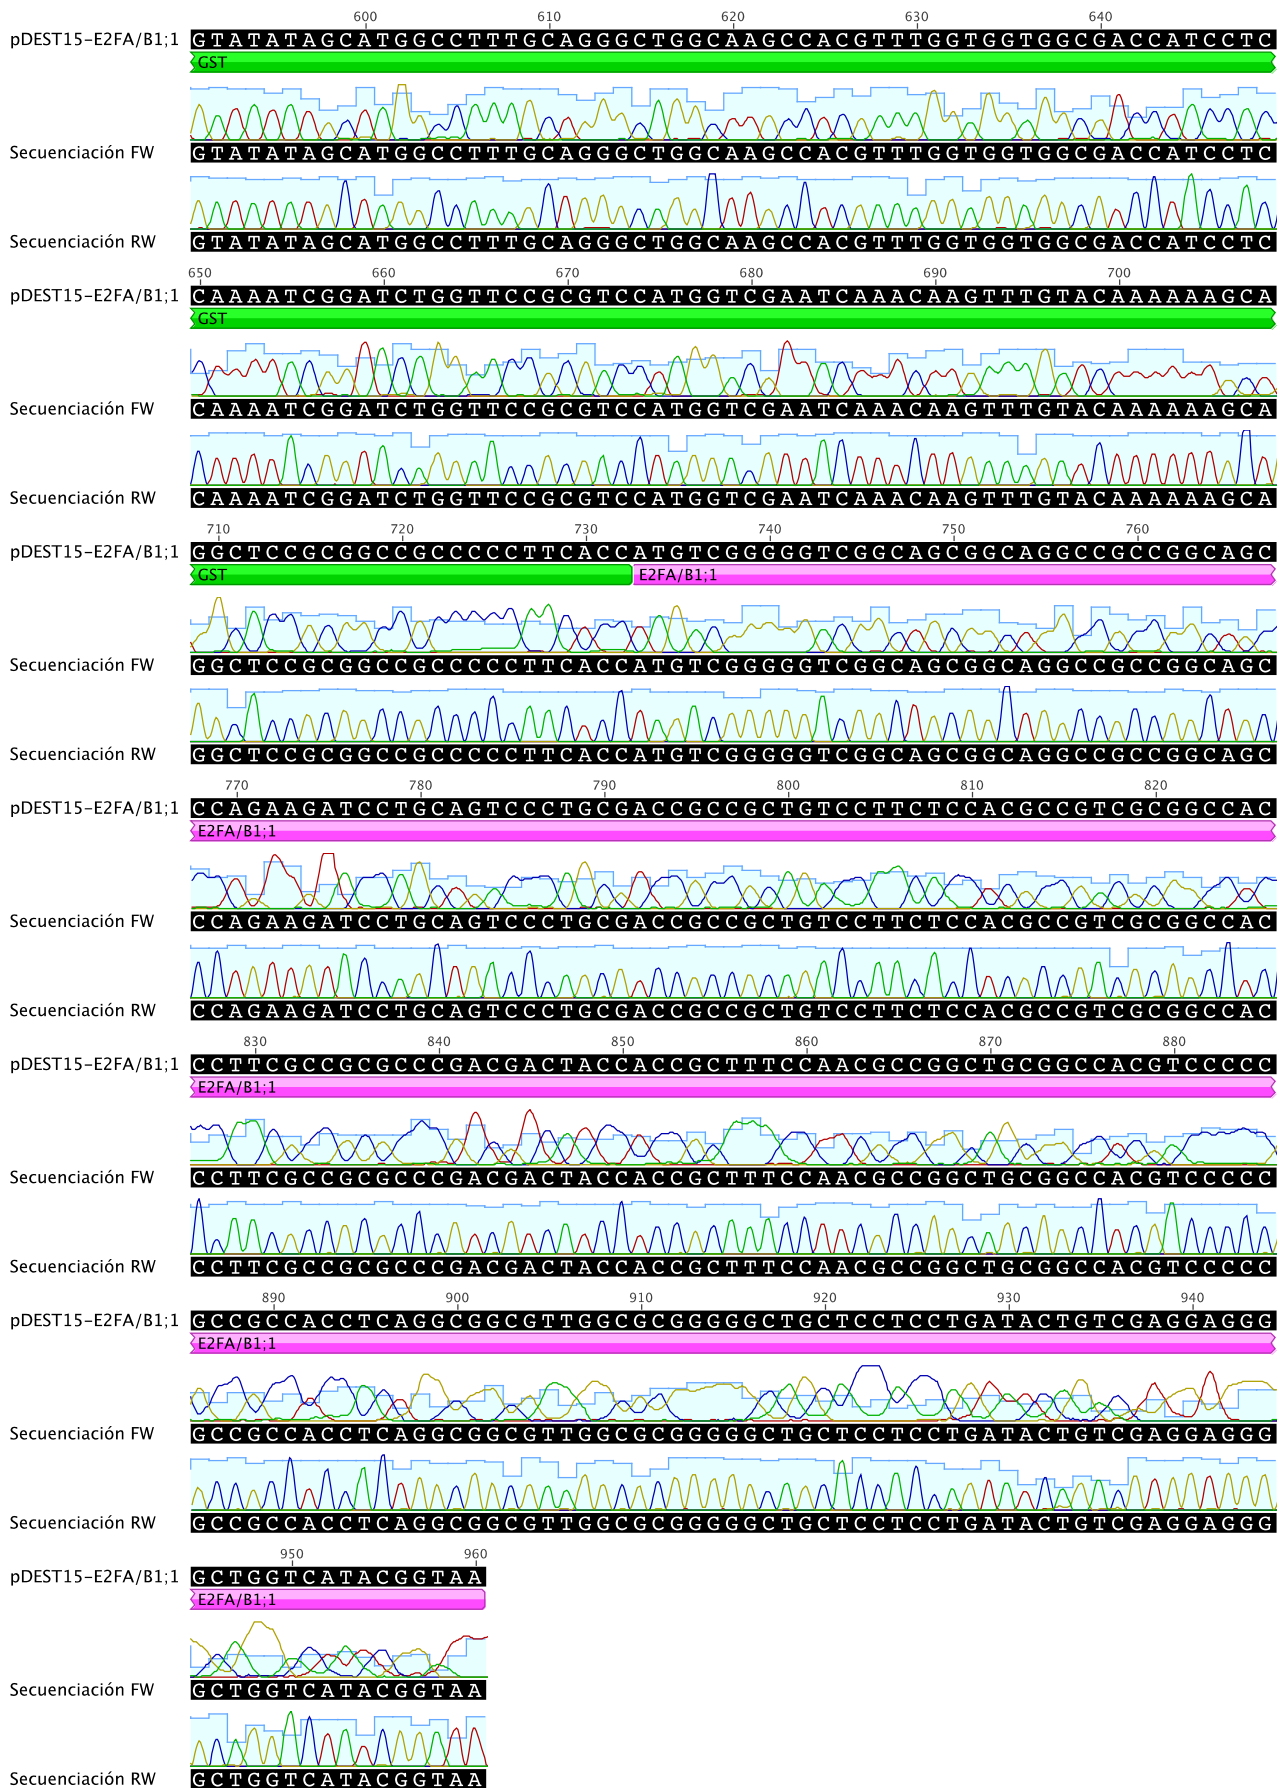 600 610 620 630 640
pDEST15-E2FA/B1;1 GTATATAGCATGGCCTTTGCAGGGCTGGCAAGCCACGTTTGGTGGTGGCGACCATCCTC
GST
Secuenciación FW GTATATAGCATGGCCTTTGCAGGGCTGGCAAGCCACGTTTGGTGGTGGCGACCATCCTC
Secuenciación RW GTATATAGCATGGCCTTTGCAGGGCTGGCAAGCCACGTTTGGTGGTGGCGACCATCCTC
650 660 670 680 690 700
pDEST15-E2FA/B1;1 CAAAATCGGATCTGGTTCCGCGTCCATGGTCGAATCAAACAAGTTTGTACAAAAAAGCA
GST
Secuenciación FW CAAAATCGGATCTGGTTCCGCGTCCATGGTCGAATCAAACAAGTTTGTACAAAAAAGCA
Secuenciación RW CAAAATCGGATCTGGTTCCGCGTCCATGGTCGAATCAAACAAGTTTGTACAAAAAAGCA
710 720 730 740 750 760
pDEST15-E2FA/B1;1 GGCTCCGCGGCCGCCCCCTTCACCATGTCGGGGGTCGGCAGCGGCAGGCCGCCGGCAGC
GST E2FA/B1;1
Secuenciación FW GGCTCCGCGGCCGCCCCCTTCACCATGTCGGGGGTCGGCAGCGGCAGGCCGCCGGCAGC
Secuenciación RW GGCTCCGCGGCCGCCCCCTTCACCATGTCGGGGGTCGGCAGCGGCAGGCCGCCGGCAGC
770 780 790 800 810 820
pDEST15-E2FA/B1;1 CCAGAAGATCCTGCAGTCCCTGCGACCGCCGCTGTCCTTCTCCACGCCGTCGCGGCCAC
E2FA/B1;1
Secuenciación FW CCAGAAGATCCTGCAGTCCCTGCGACCGCCGCTGTCCTTCTCCACGCCGTCGCGGCCAC
Secuenciación RW CCAGAAGATCCTGCAGTCCCTGCGACCGCCGCTGTCCTTCTCCACGCCGTCGCGGCCAC
830 840 850 860 870 880
pDEST15-E2FA/B1;1 CCTTCGCCGCGCCCGACGACTACCACCGCTTTCCAACGCCGGCTGCGGCCACGTCCCCC
E2FA/B1;1
Secuenciación FW CCTTCGCCGCGCCCGACGACTACCACCGCTTTCCAACGCCGGCTGCGGCCACGTCCCCC
Secuenciación RW CCTTCGCCGCGCCCGACGACTACCACCGCTTTCCAACGCCGGCTGCGGCCACGTCCCCC
890 900 910 920 930 940
pDEST15-E2FA/B1;1 GCCGCCACCTCAGGCGGCGTTGGCGCGGGGGCTGCTCCTCCTGATACTGTCGAGGAGGG
E2FA/B1;1
Secuenciación FW GCCGCCACCTCAGGCGGCGTTGGCGCGGGGGCTGCTCCTCCTGATACTGTCGAGGAGGG
Secuenciación RW GCCGCCACCTCAGGCGGCGTTGGCGCGGGGGCTGCTCCTCCTGATACTGTCGAGGAGGG
950 960
pDEST15-E2FA/B1;1 GCTGGTCATACGGTAA
E2FA/B1;1
Secuenciación FW GCTGGTCATACGGTAA
Secuenciación RW GCTGGTCATACGGTAA